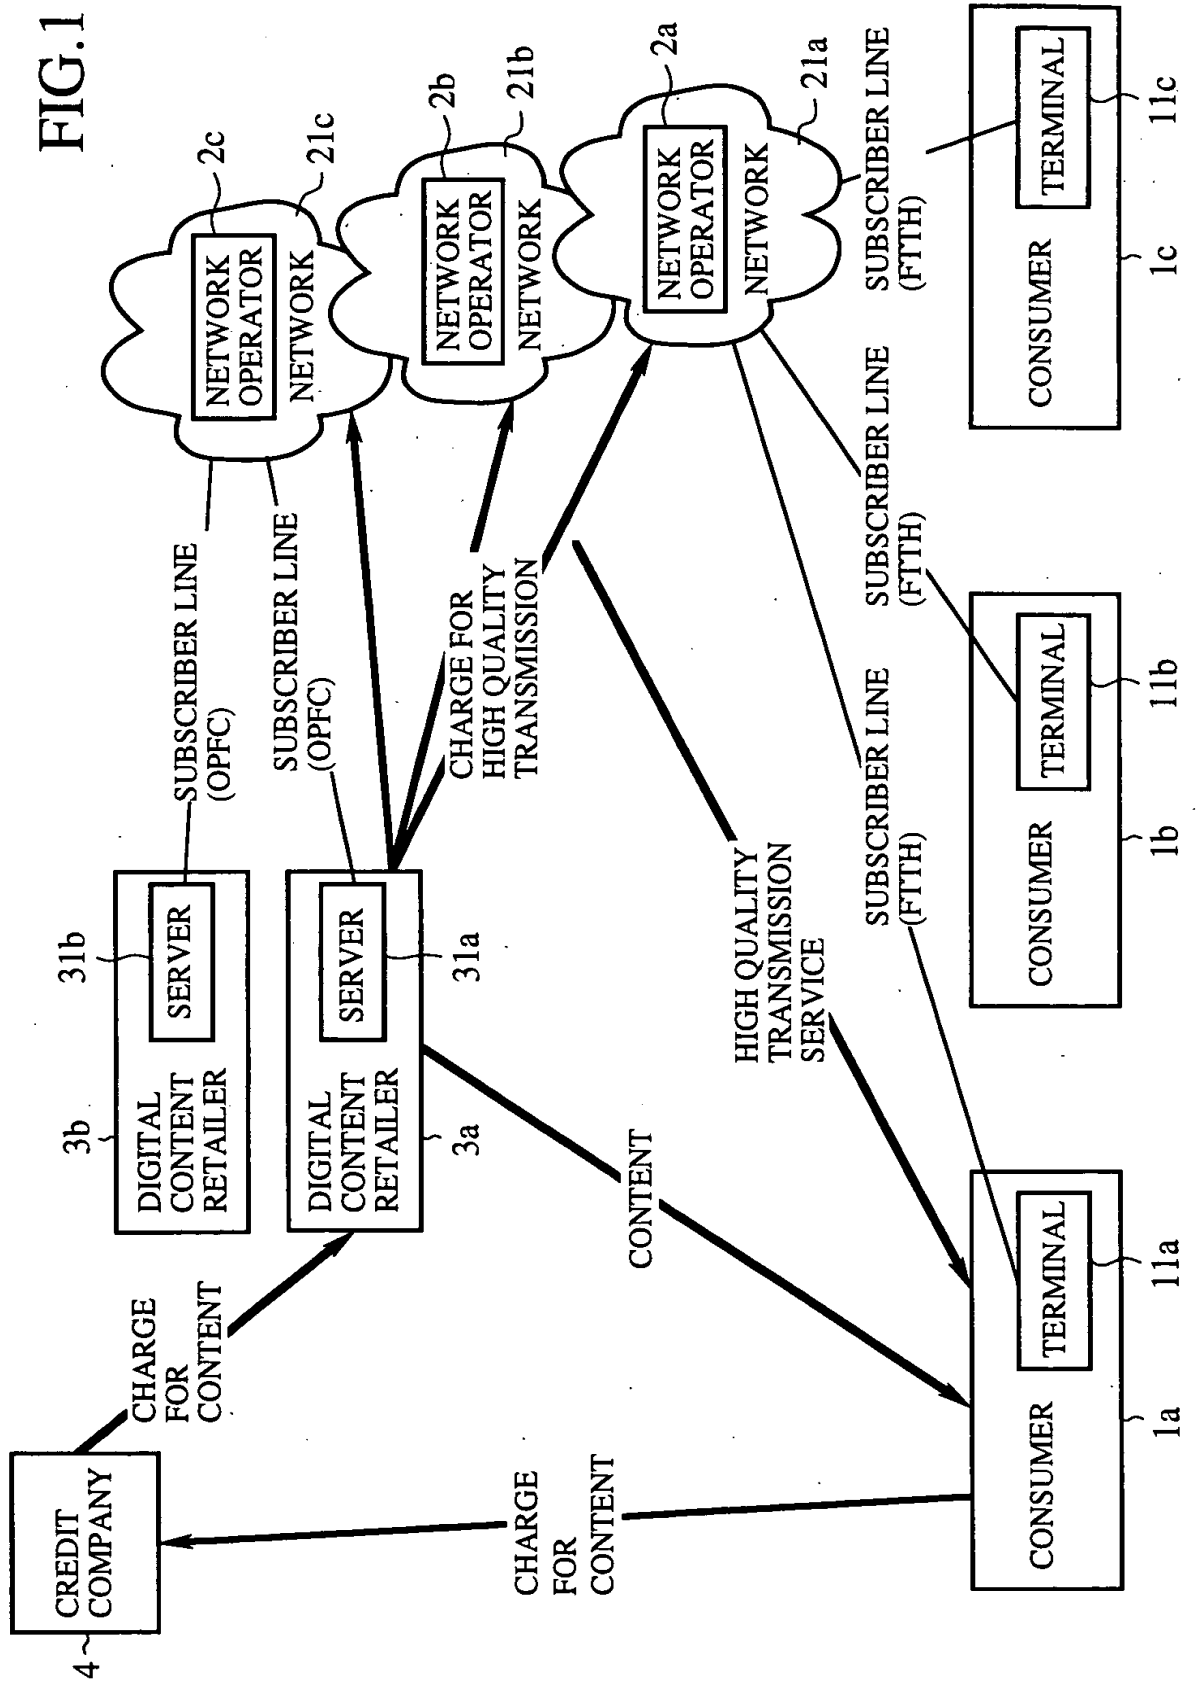 FIG.1
4
CREDIT
COMPANY
CHARGE
FOR
CONTENT
3b
DIGITAL
CONTENT
RETAILER
31b
SERVER
SUBSCRIBER LINE
(OPFC)
2c
NETWORK
OPERATOR
NETWORK
21c
DIGITAL
CONTENT
RETAILER
3a
SERVER
31a
SUBSCRIBER LINE
(OPFC)
CHARGE FOR
HIGH QUALITY
TRANSMISSION
2b
NETWORK
OPERATOR
NETWORK
21b
2a
NETWORK
OPERATOR
NETWORK
21a
CHARGE
FOR
CONTENT
CONTENT
HIGH QUALITY
TRANSMISSION
SERVICE
SUBSCRIBER LINE
(FTTH)
SUBSCRIBER LINE
(FTTH)
SUBSCRIBER LINE
(FTTH)
CONSUMER
TERMINAL
1a
11a
CONSUMER
TERMINAL
1b
11b
CONSUMER
TERMINAL
1c
11c